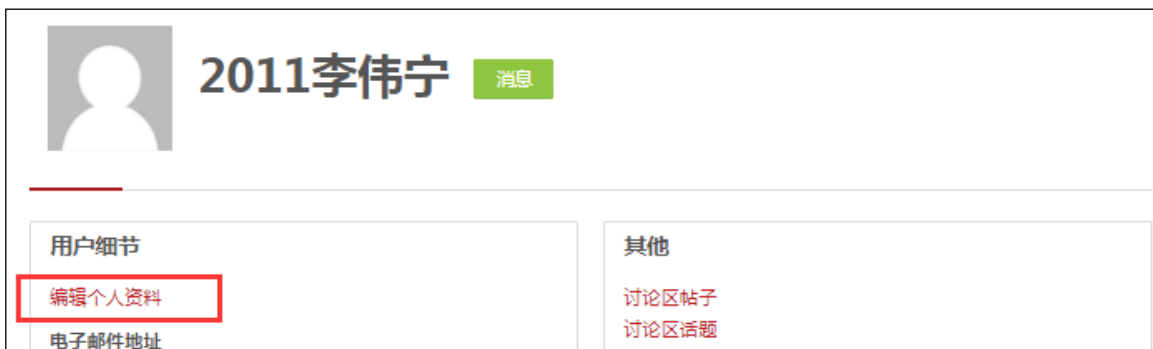 2011李伟宁
消息
用户细节
编辑个人资料
电子邮件地址
其他
讨论区帖子
讨论区话题